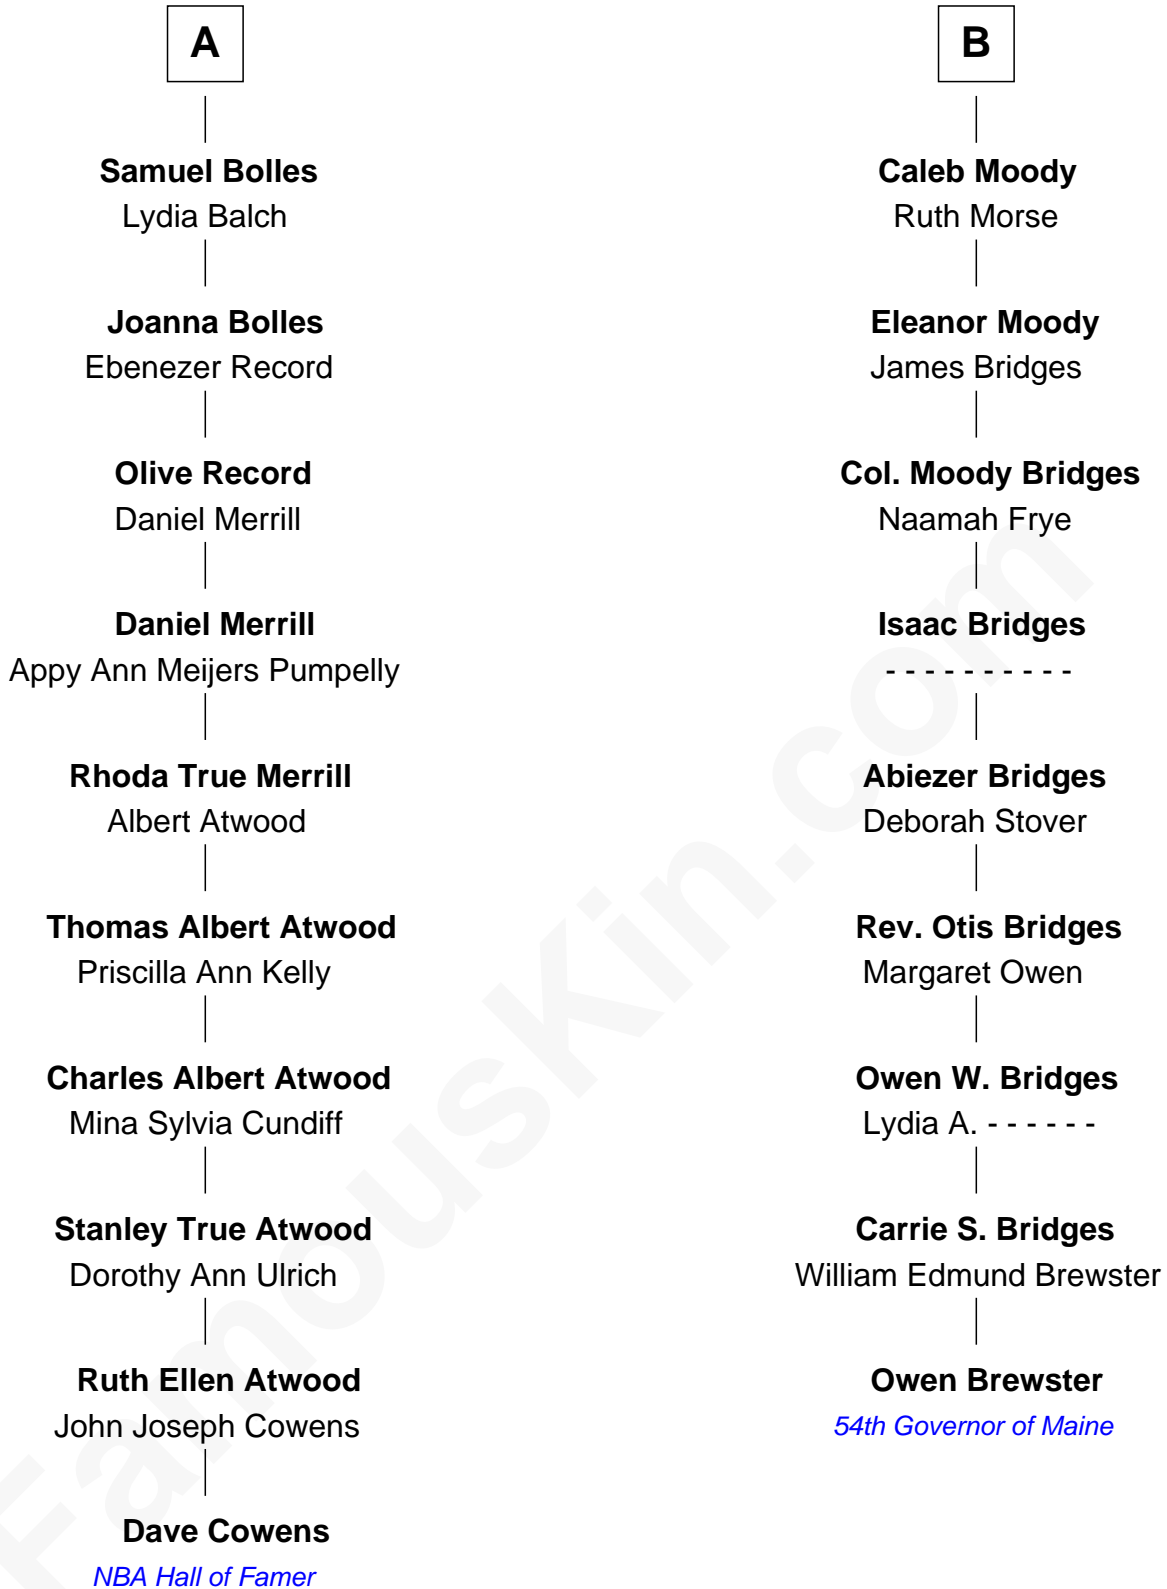 A
Samuel Bolles
Lydia Balch
Joanna Bolles
Ebenezer Record
Olive Record
Daniel Merrill
Daniel Merrill
Appy Ann Meijers Pumpelly
Rhoda True Merrill
Albert Atwood
Thomas Albert Atwood
Priscilla Ann Kelly
Charles Albert Atwood
Mina Sylvia Cundiff
Stanley True Atwood
Dorothy Ann Ulrich
Ruth Ellen Atwood
John Joseph Cowens
Dave Cowens
NBA Hall of Famer
B
Caleb Moody
Ruth Morse
Eleanor Moody
James Bridges
Col. Moody Bridges
Naamah Frye
Isaac Bridges
- - - - - - - - - -
Abiezer Bridges
Deborah Stover
Rev. Otis Bridges
Margaret Owen
Owen W. Bridges
Lydia A. - - - - - -
Carrie S. Bridges
William Edmund Brewster
Owen Brewster
54th Governor of Maine
FamousKin.com